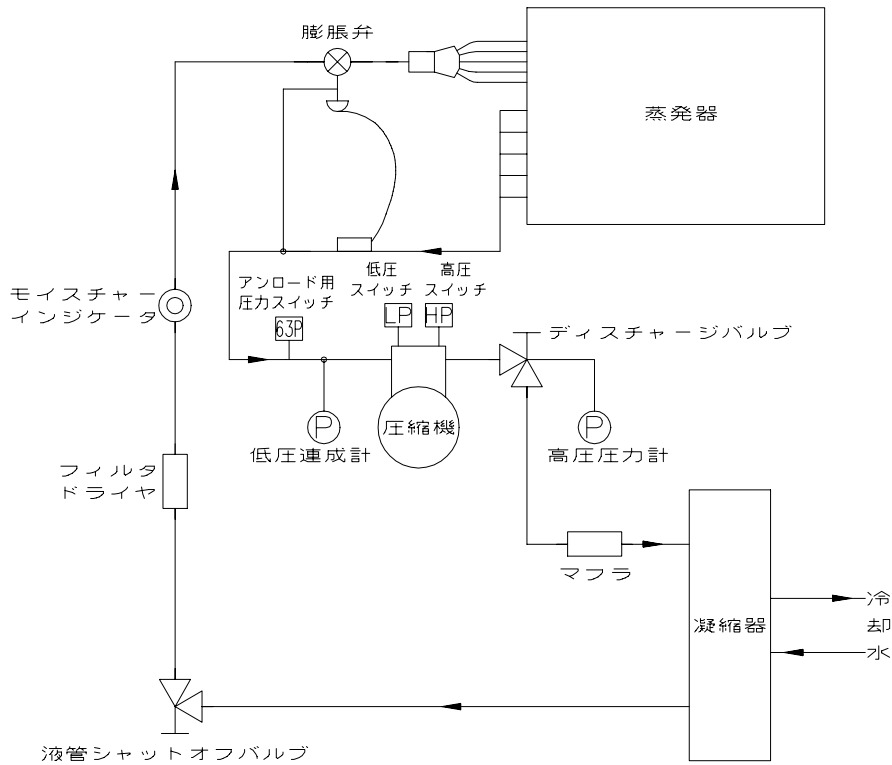 膨脹弁
蒸発器
低圧
スイッチ
高圧
スイッチ
アンロード用
圧力スイッチ
モイスチャー
インジケータ
63P
LP
HP
ディスチャージバルブ
P
圧縮機
P
低圧連成計
高圧圧力計
フィルタ
ドライヤ
マフラ
凝縮器
冷
却
水
液管シャットオフバルブ